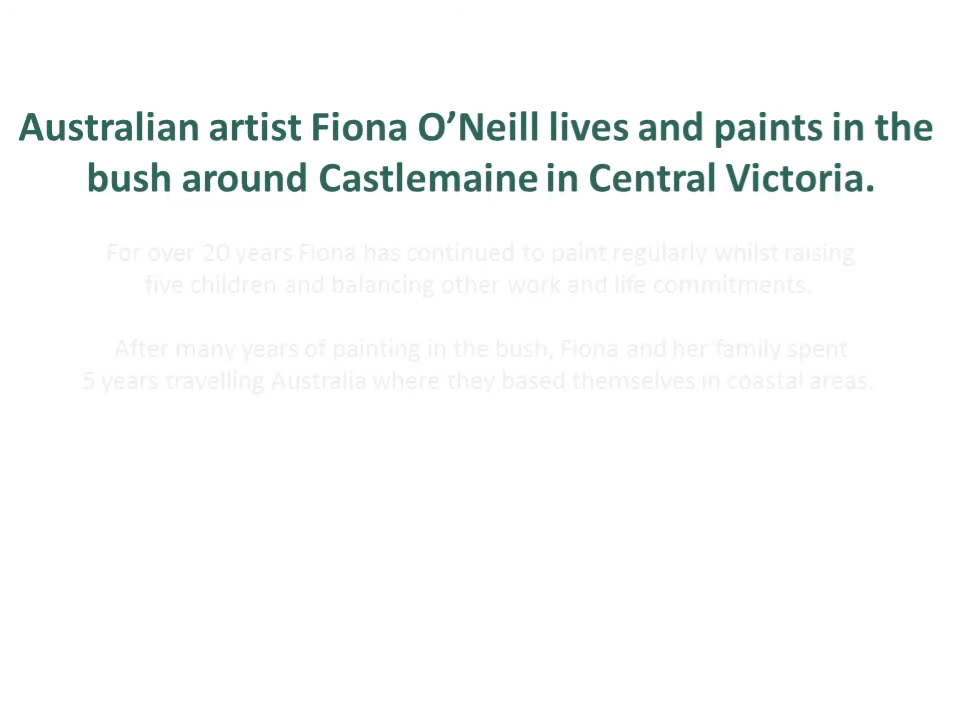 Australian artist Fiona O’Neill lives and paints in the
bush around Castlemaine in Central Victoria.
For over 20 years Fiona has continued to paint regularly whilst raising
five children and balancing other work and life commitments.
After many years of painting in the bush, Fiona and her family spent
5 years travelling Australia where they based themselves in coastal areas.